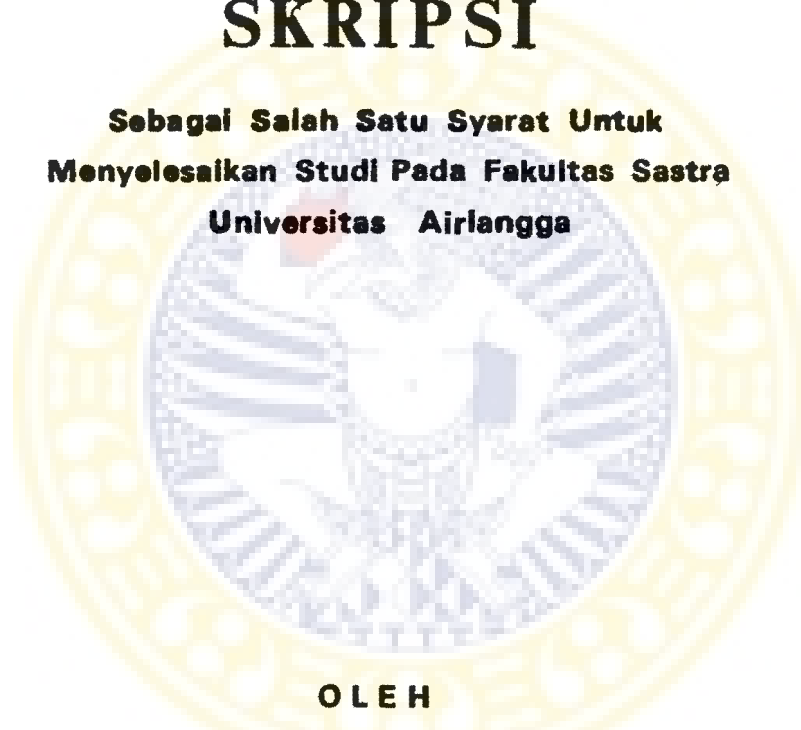 SKRIPSI
Sebagai Salah Satu Syarat Untuk
Menyelesaikan Studi Pada Fakultas Sastra
Universitas Airlangga
OLEH